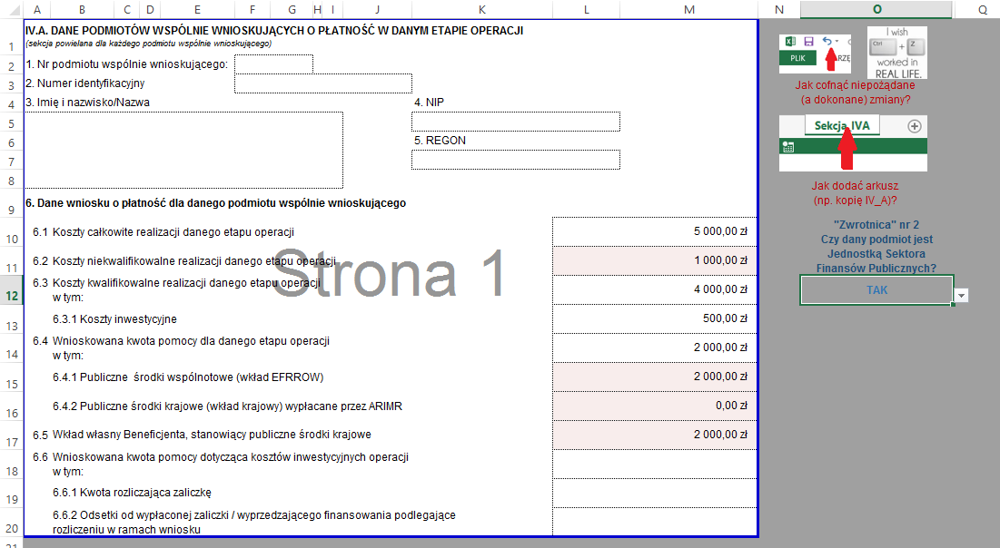 A B C D E F G H I J K L M N O Q
1 IV.A. DANE PODMIOTÓW WSPÓLNIE WNIOSKUJĄCYCH O PŁATNOŚĆ W DANYM ETAPIE OPERACJI
(sekcja powielana dla każdego podmiotu wspólnie wnioskującego)
2 1. Nr podmiotu wspólnie wnioskującego:
3 2. Numer identyfikacyjny
4 3. Imię i nazwisko/Nazwa 4. NIP
5
6 5. REGON
7
8
9 6. Dane wniosku o płatność dla danego podmiotu wspólnie wnioskującego
10 6.1 Koszty całkowite realizacji danego etapu operacji 5 000,00 zł
11 6.2 Koszty niekwalifikowalne realizacji danego etapu operacji 1 000,00 zł
Strona 1
12 6.3 Koszty kwalifikowalne realizacji danego etapu operacji 4 000,00 zł
w tym:
13 6.3.1 Koszty inwestycyjne 500,00 zł
14 6.4 Wnioskowana kwota pomocy dla danego etapu operacji 2 000,00 zł
w tym:
15 6.4.1 Publiczne środki wspólnotowe (wkład EFRROW) 2 000,00 zł
16 6.4.2 Publiczne środki krajowe (wkład krajowy) wypłacane przez ARIMR 0,00 zł
17 6.5 Wkład własny Beneficjenta, stanowiący publiczne środki krajowe 2 000,00 zł
18 6.6 Wnioskowana kwota pomocy dotycząca kosztów inwestycyjnych operacji
w tym:
19 6.6.1 Kwota rozliczająca zaliczkę
20 6.6.2 Odsetki od wypłaconej zaliczki / wyprzedzającego finansowania podlegające
rozliczeniu w ramach wniosku
21
PLIK RZĘ
I wish
Ctrl + Z
worked in
REAL LIFE.
Jak cofnąć niepożądane
(a dokonane) zmiany?
Sekcja IVA
Jak dodać arkusz
(np. kopię IV_A)?
"Zwrotnica" nr 2
Czy dany podmiot jest
Jednostką Sektora
Finansów Publicznych?
TAK